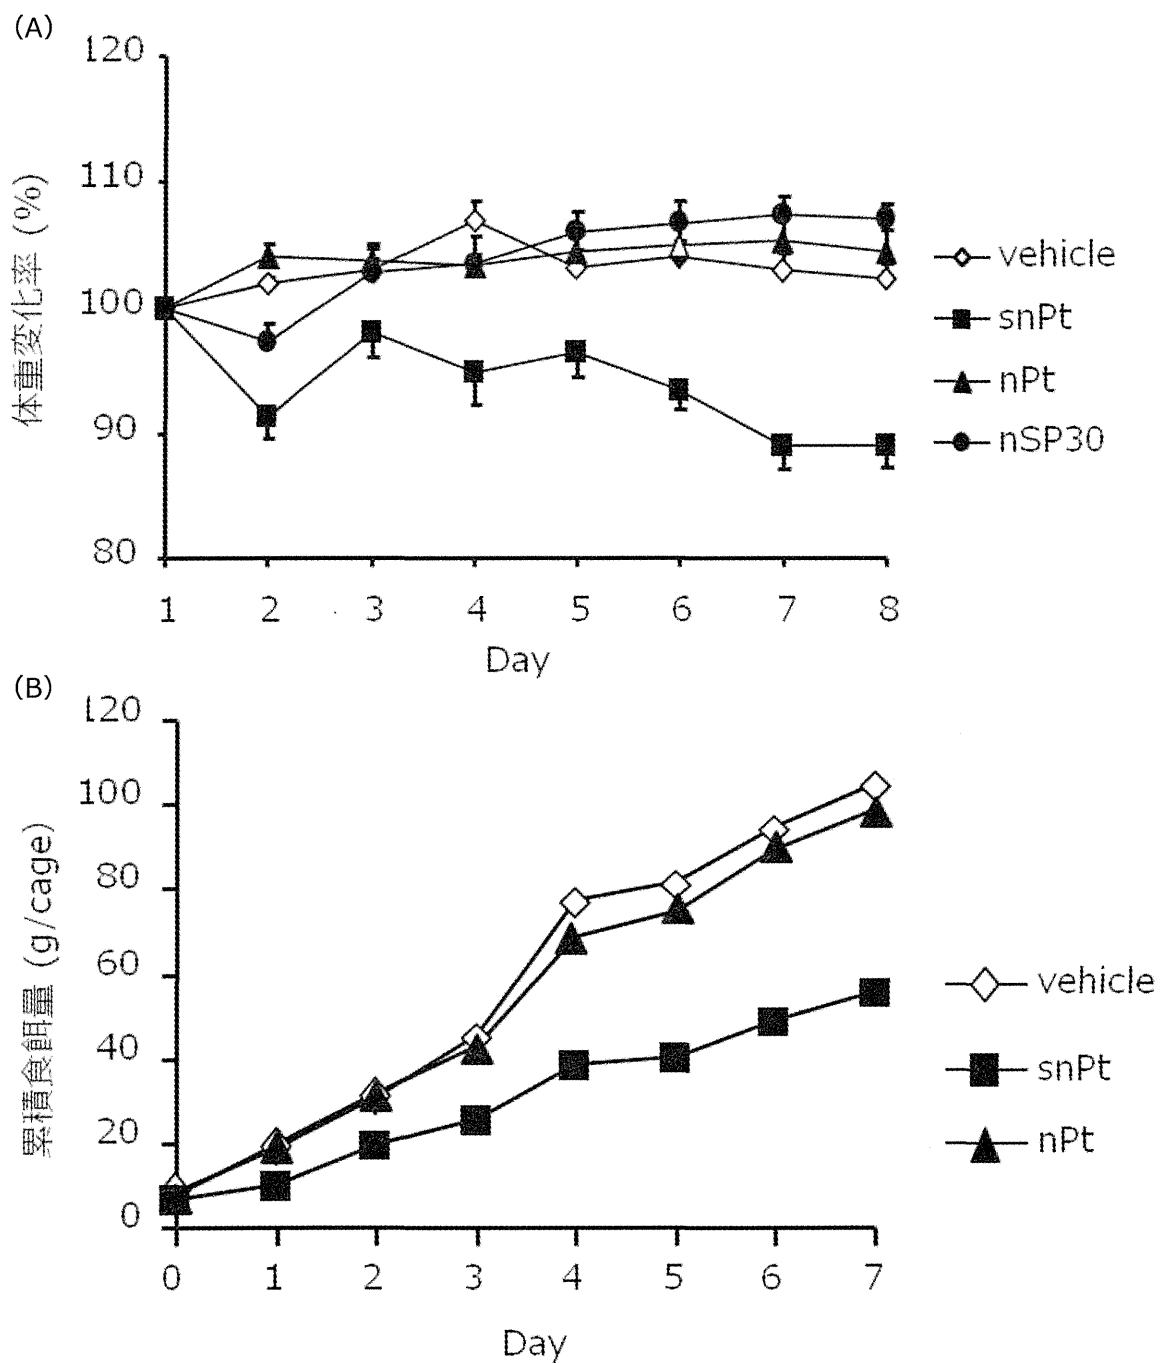 (A)
120
110
100
90
80
体重変化率 (%)
1 2 3 4 5 6 7 8
Day
vehicle
snPt
nPt
nSP30
(B)
120
100
80
60
40
20
0
累積食餌量 (g/cage)
0 1 2 3 4 5 6 7
Day
vehicle
snPt
nPt